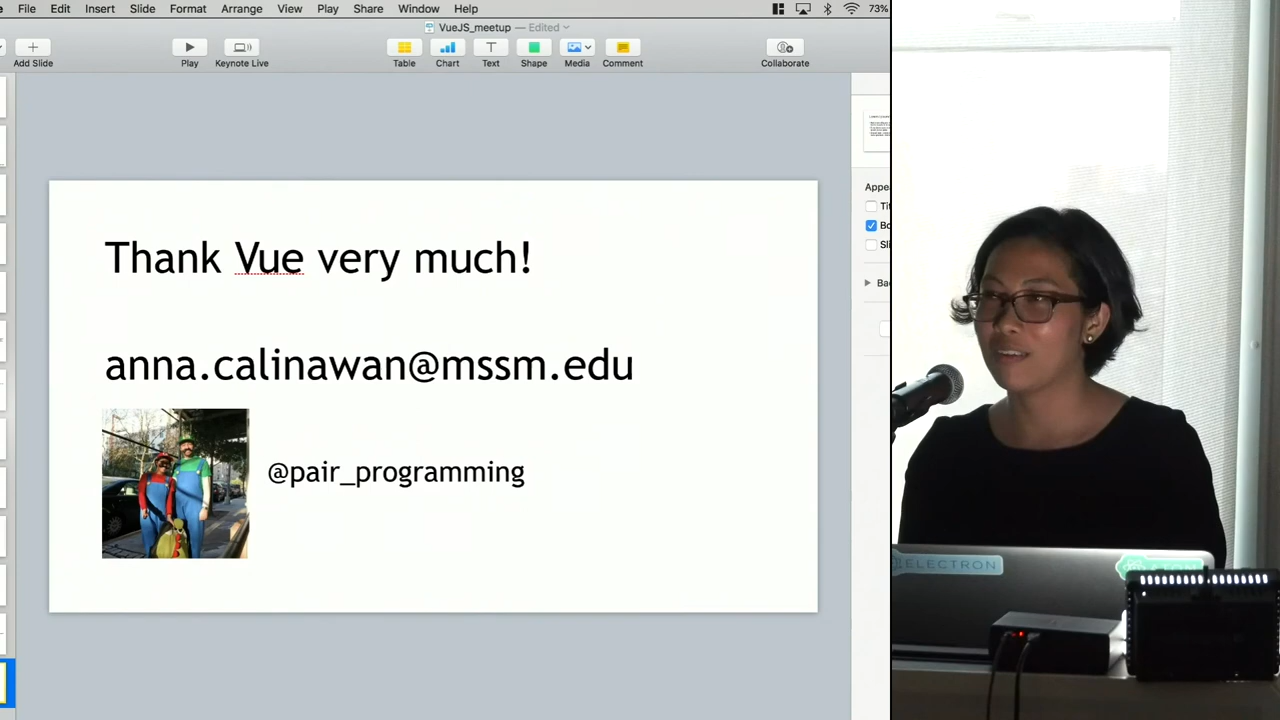 File Edit Insert Slide Format Arrange View Play Share Window Help 73%
VueJS_meetup — Edited
Add Slide Play Keynote Live Table Chart Text Shape Media Comment Collaborate
Thank Vue very much!
anna.calinawan@mssm.edu
@pair_programming
ELECTRON